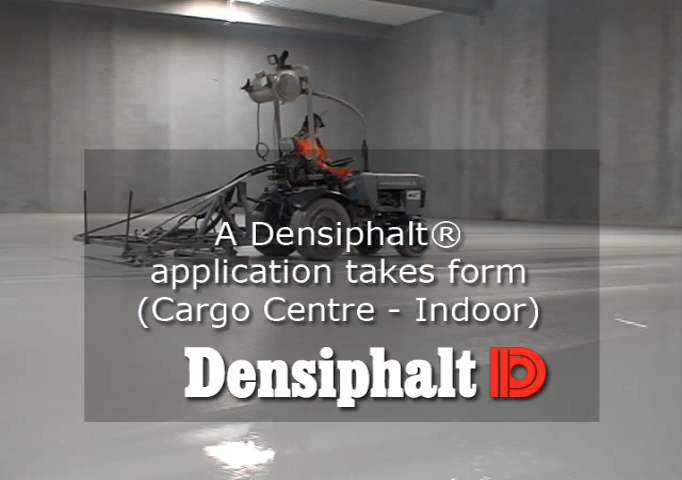 A Densiphalt®
application takes form
(Cargo Centre - Indoor)
Densiphalt D